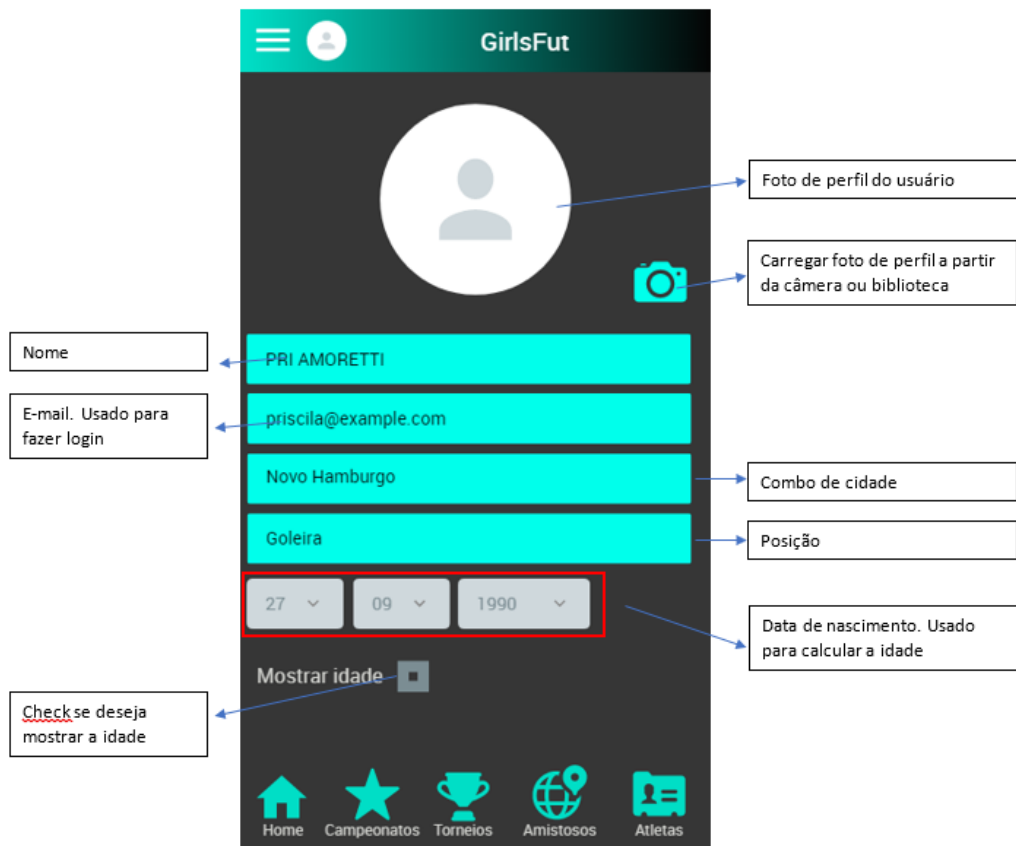 GirlsFut
Foto de perfil do usuário
Carregar foto de perfil a partir
da câmera ou biblioteca
Nome
PRI AMORETTI
E-mail. Usado para
fazer login
priscila@example.com
Novo Hamburgo
Combo de cidade
Goleira
Posição
27
09
1990
Data de nascimento. Usado
para calcular a idade
Mostrar idade
Check se deseja
mostrar a idade
Home
Campeonatos
Torneios
Amistosos
Atletas